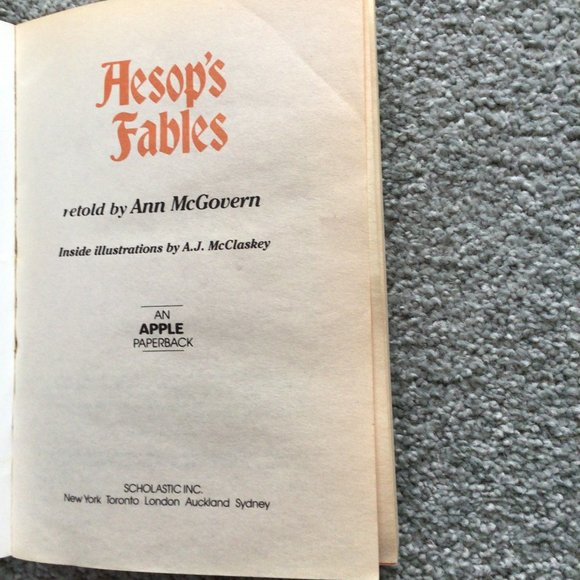 Aesop's
Fables
retold by Ann McGovern
Inside illustrations by A.J. McClaskey
AN
APPLE
PAPERBACK
SCHOLASTIC INC.
New York Toronto London Auckland Sydney